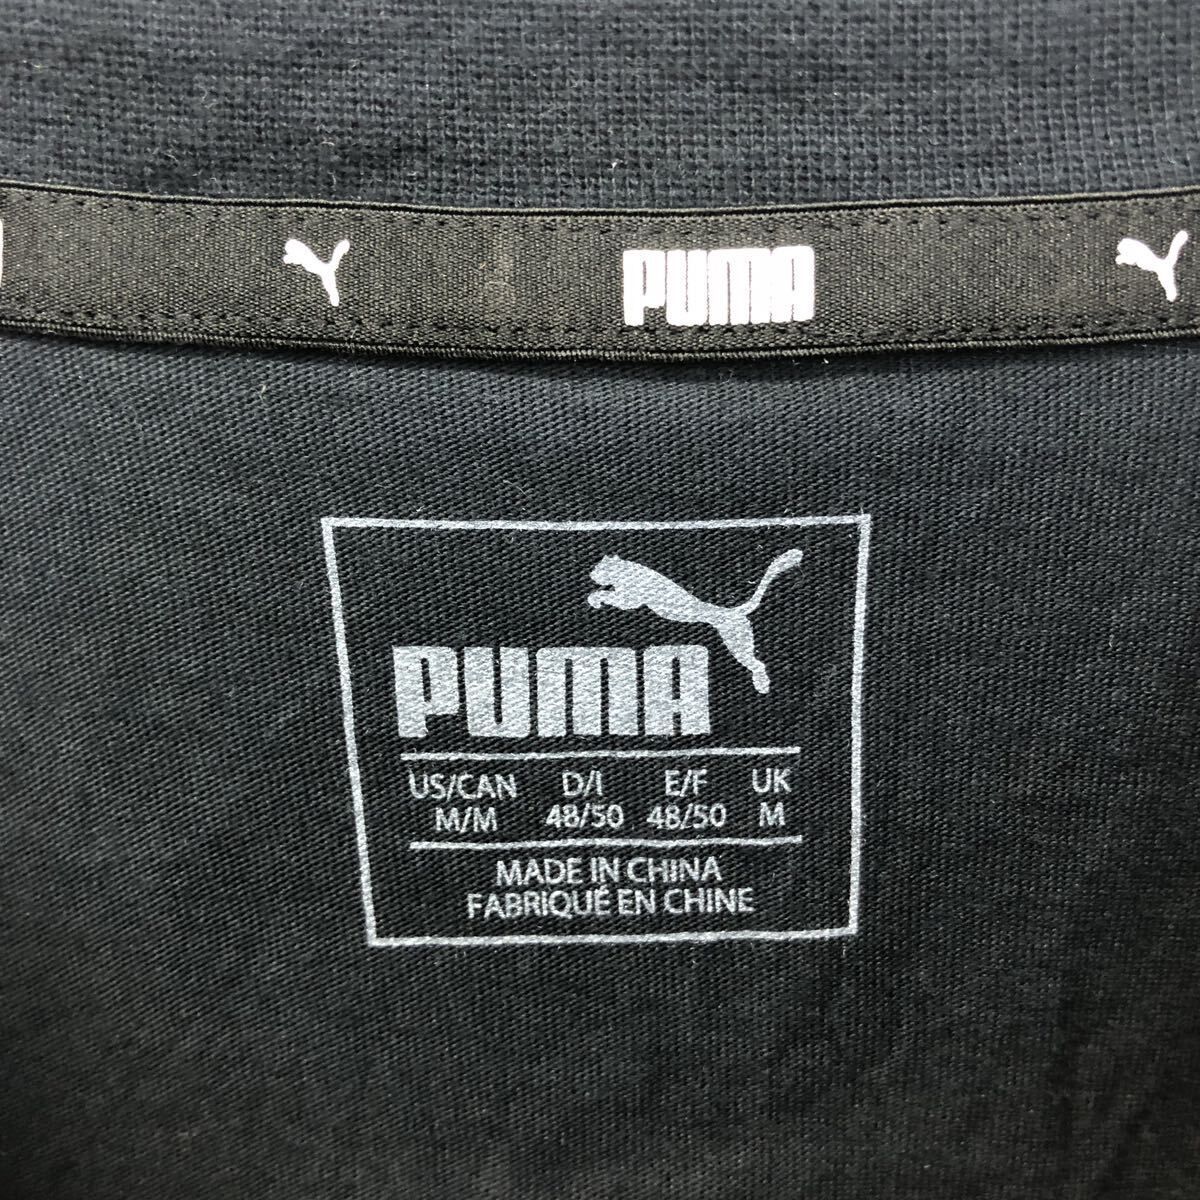 PUMA
PUMA
US/CAN D/I E/F UK
M/M 48/50 48/50 M
MADE IN CHINA
FABRIQUÉ EN CHINE